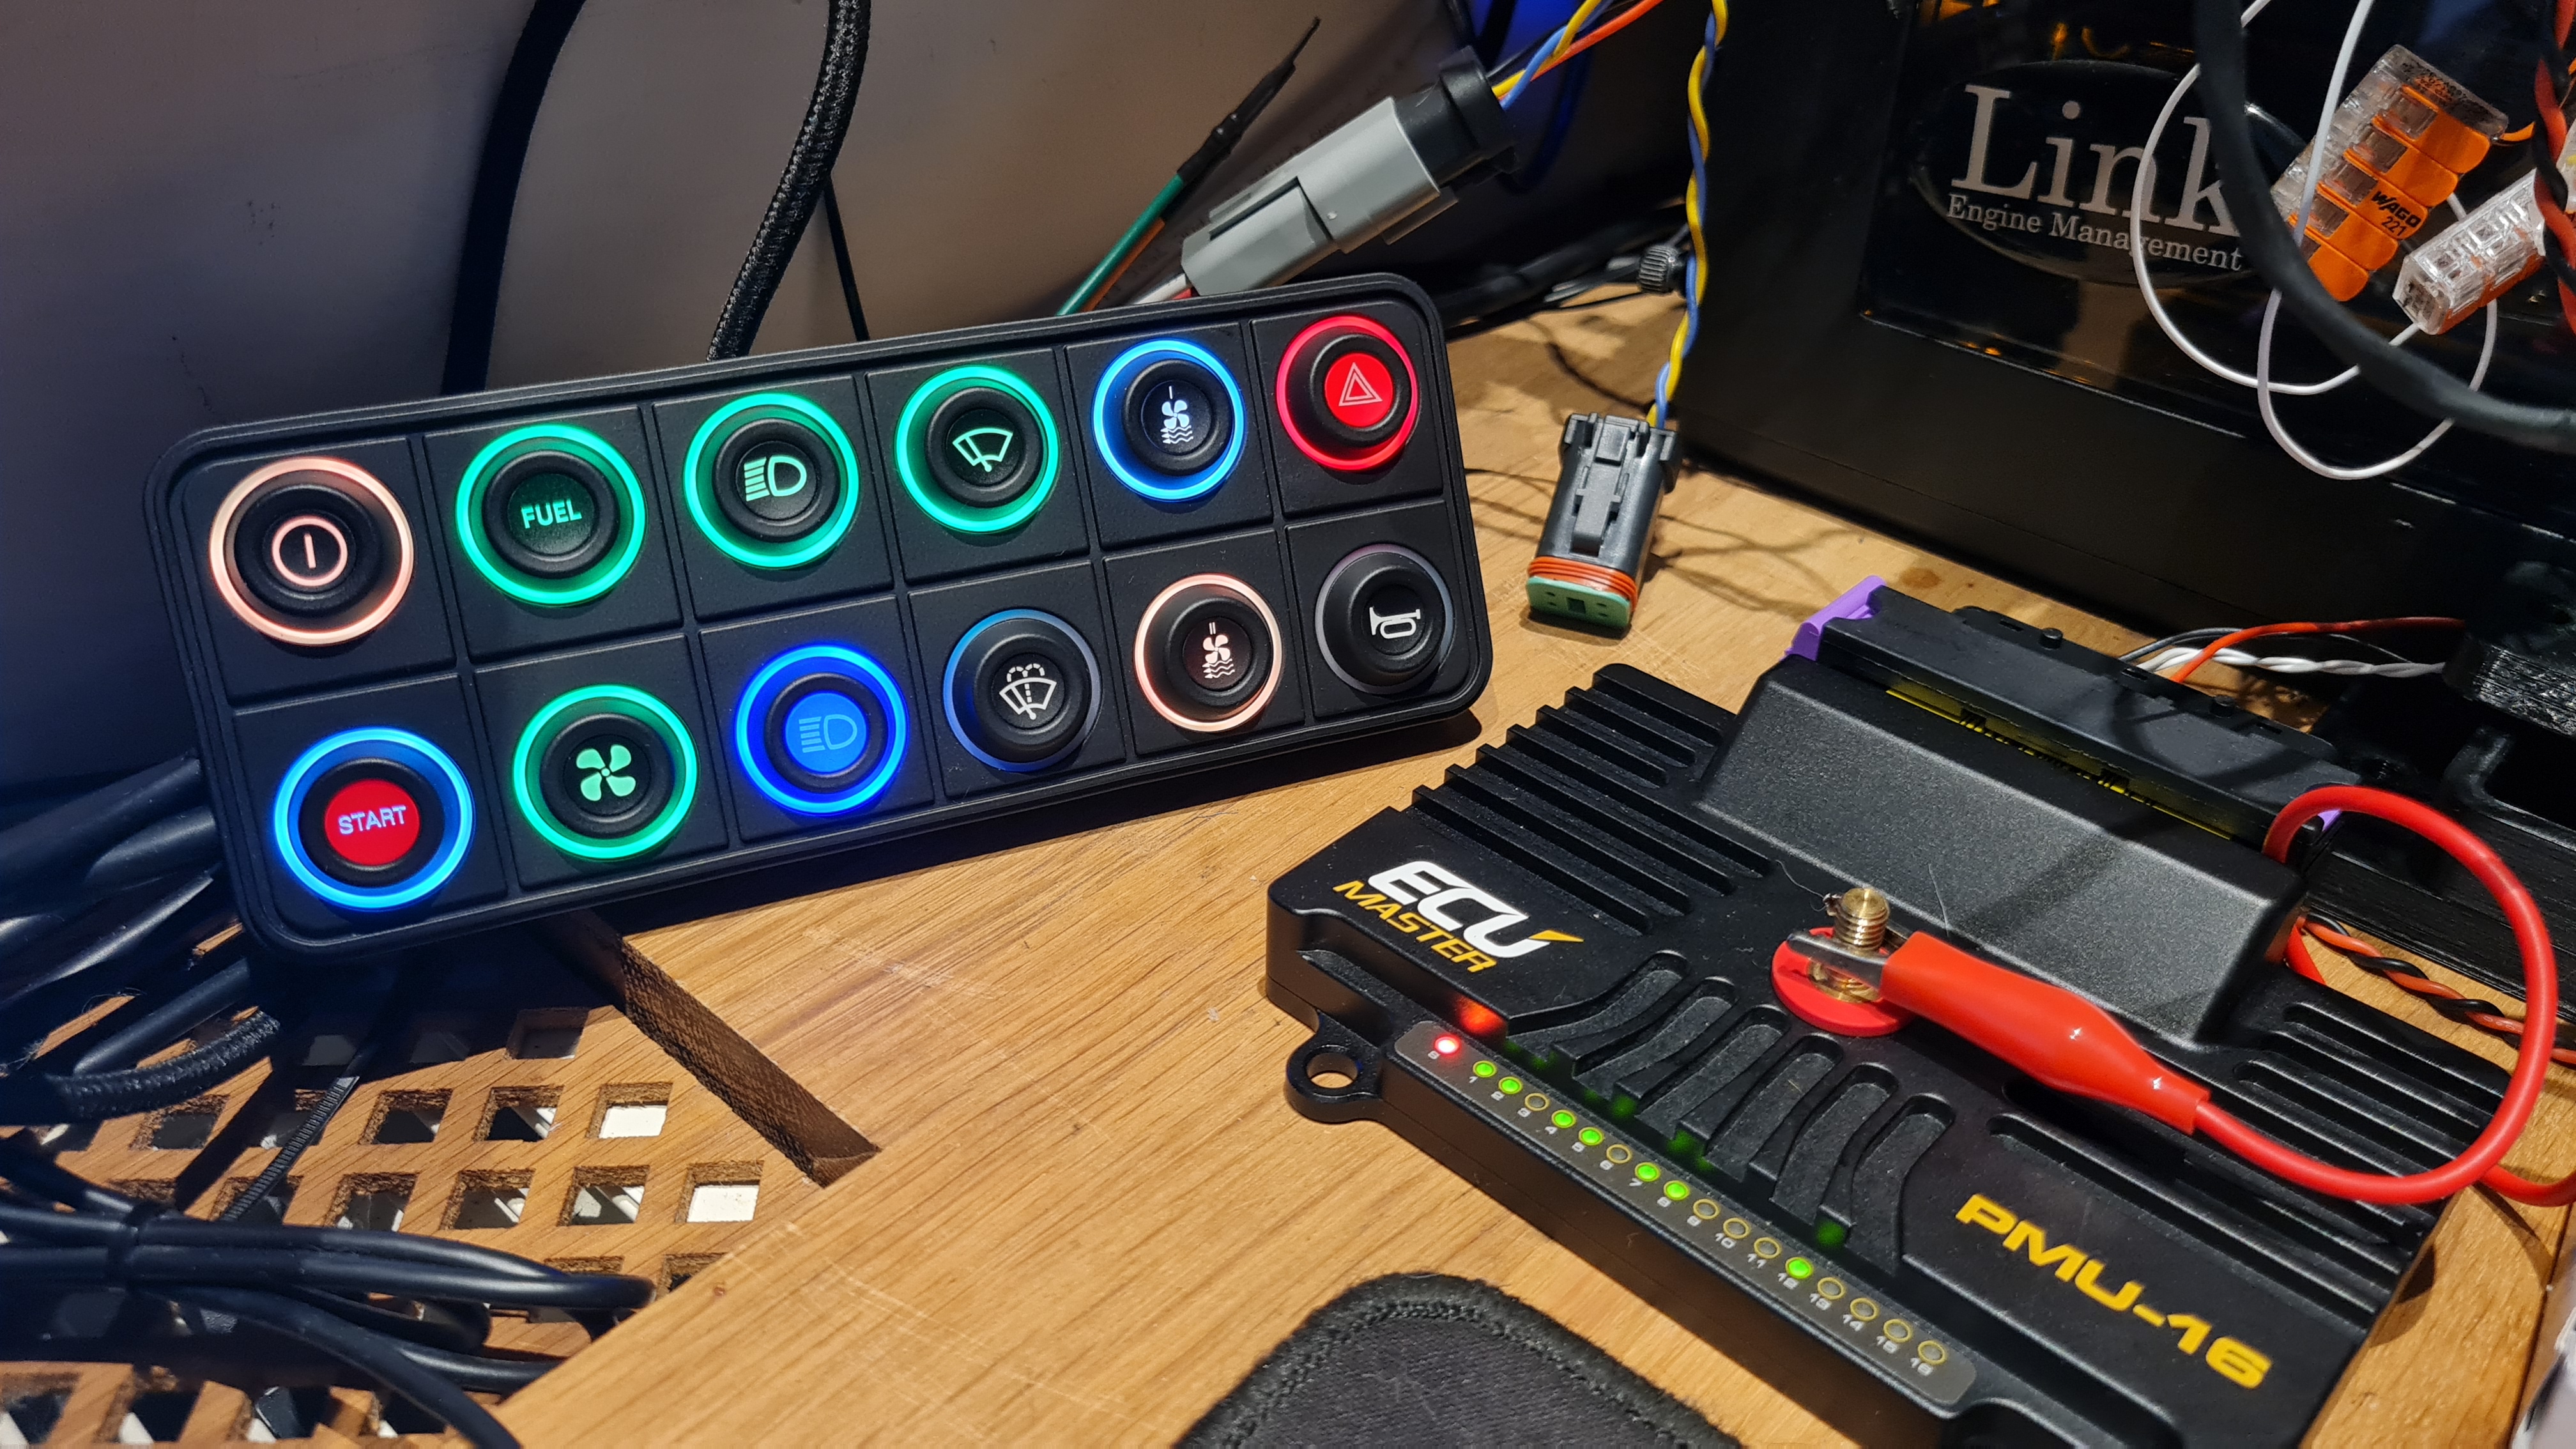 Link
Engine Management
WAGO
221
FUEL
I
START
II
ECU
MASTER
S
1
2
3
4
5
6
7
8
9
10
11
12
13
14
15
16
PMU-16